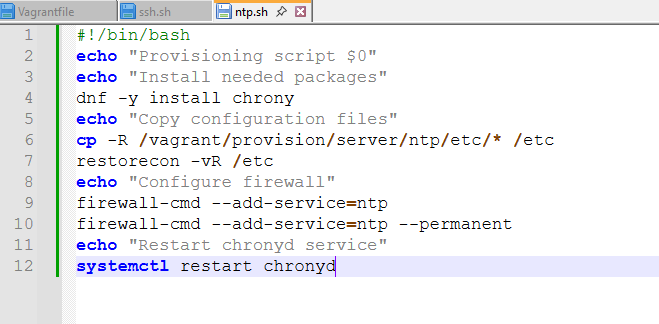 Vagrantfile ssh.sh ntp.sh
1 #!/bin/bash
2 echo "Provisioning script $0"
3 echo "Install needed packages"
4 dnf -y install chrony
5 echo "Copy configuration files"
6 cp -R /vagrant/provision/server/ntp/etc/* /etc
7 restorecon -vR /etc
8 echo "Configure firewall"
9 firewall-cmd --add-service=ntp
10 firewall-cmd --add-service=ntp --permanent
11 echo "Restart chronyd service"
12 systemctl restart chronyd